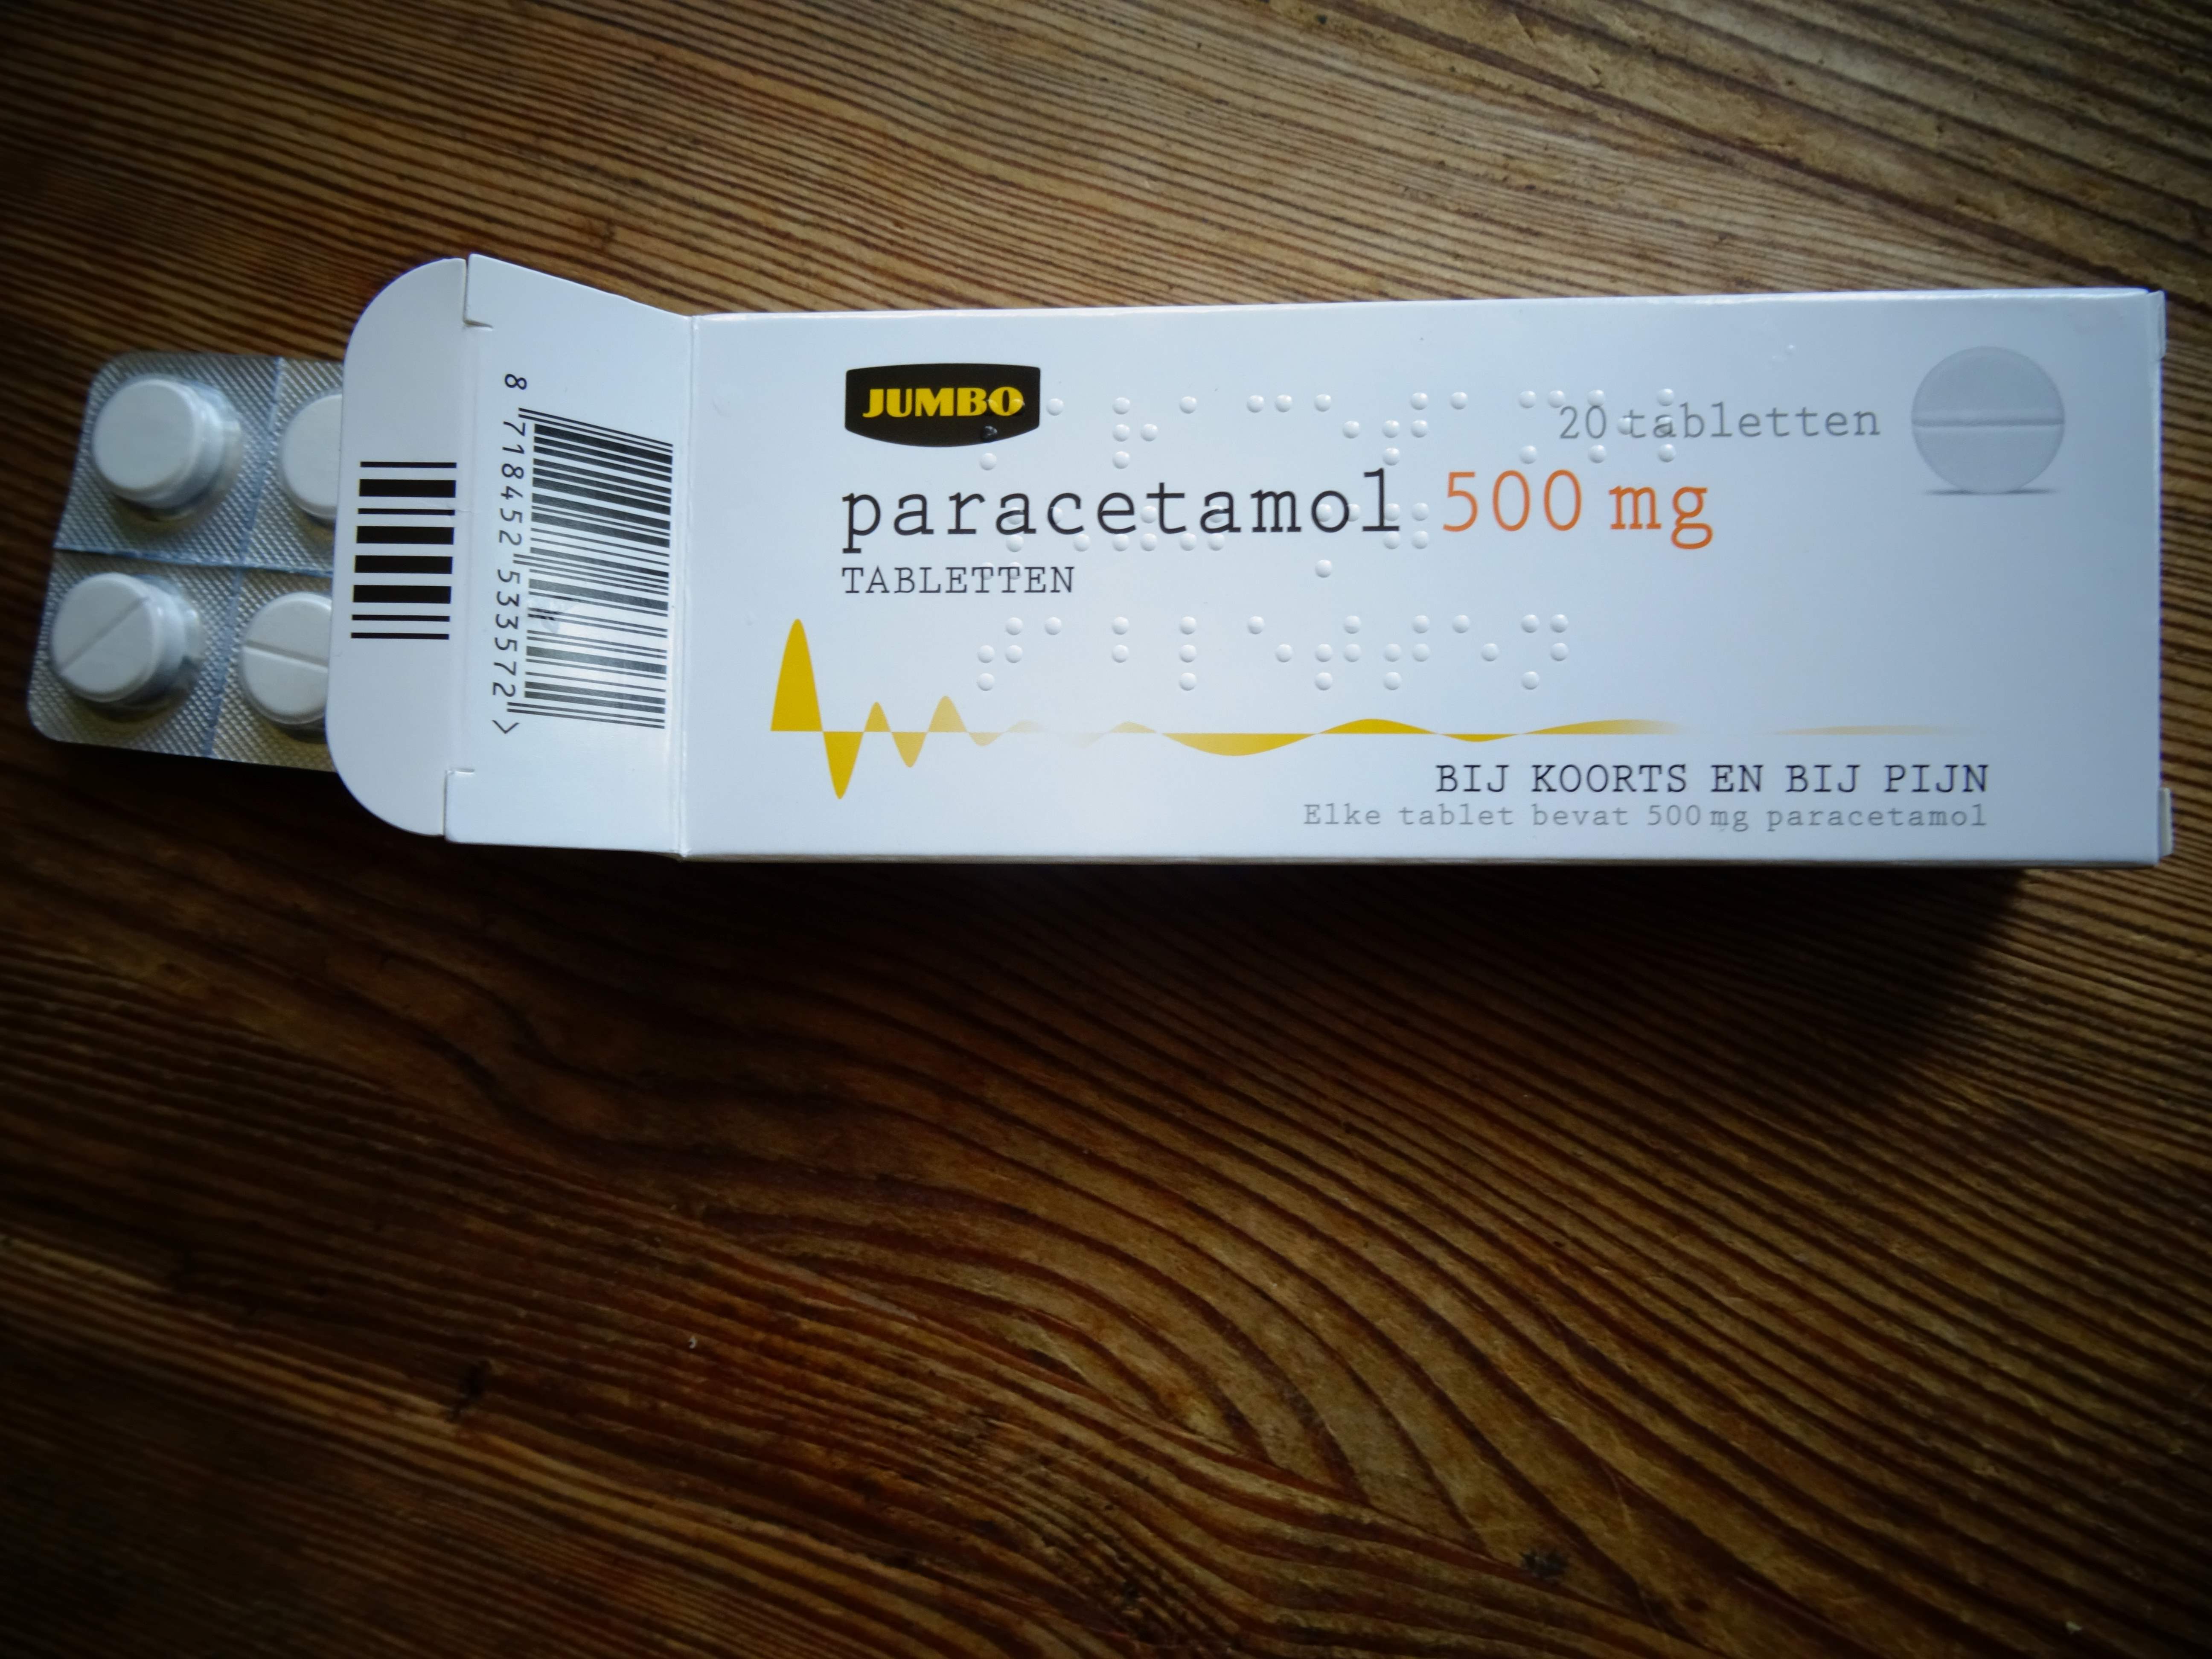 JUMBO
20 tabletten
paracetamol 500 mg
TABLETTEN
BIJ KOORTS EN BIJ PIJN
Elke tablet bevat 500 mg paracetamol
8 718452 533572 >